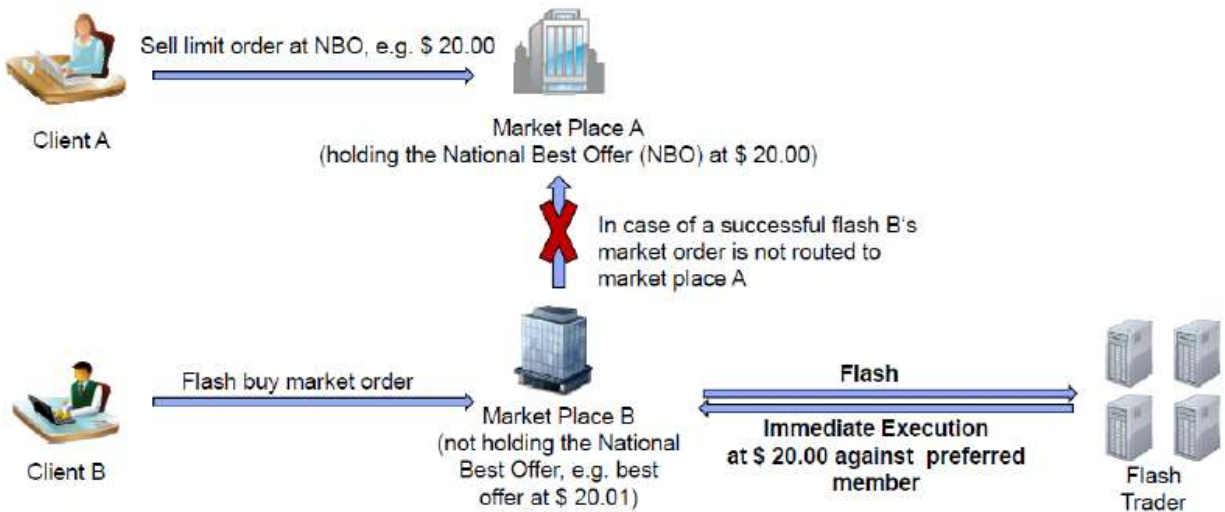 Sell limit order at NBO, e.g. $ 20.00
Client A
Market Place A
(holding the National Best Offer (NBO) at $ 20.00)
In case of a successful flash B's
market order is not routed to
market place A
Flash buy market order
Client B
Market Place B
(not holding the National
Best Offer, e.g. best
offer at $ 20.01)
Flash
Immediate Execution
at $ 20.00 against preferred
member
Flash
Trader